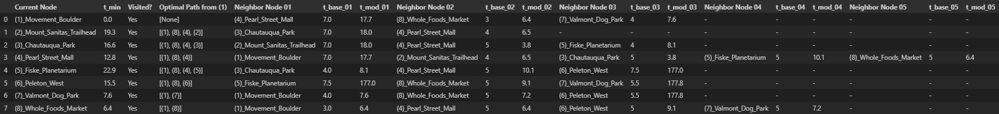 Current Node t_min Visited? Optimal Path from (1) Neighbor Node 01 t_base_01 t_mod_01 Neighbor Node 02 t_base_02 t_mod_02 Neighbor Node 03 t_base_03 t_mod_03 Neighbor Node 04 t_base_04 t_mod_04 Neighbor Node 05 t_base_05 t_mod_05
0 (1)_Movement_Boulder 0.0 Yes [None] (4)_Pearl_Street_Mall 7.0 17.7 (8)_Whole_Foods_Market 3 6.4 (7)_Valmont_Dog_Park 4 7.6 - - - - - -
1 (2)_Mount_Sanitas_Trailhead 19.3 Yes [(1), (8), (4), (2)] (3)_Chautauqua_Park 7.0 18.0 (4)_Pearl_Street_Mall 4 6.5 - - - - - - - - -
2 (3)_Chautauqua_Park 16.6 Yes [(1), (8), (4), (3)] (2)_Mount_Sanitas_Trailhead 7.0 18.0 (4)_Pearl_Street_Mall 5 3.8 (5)_Fiske_Planetarium 4 8.1 - - - - - -
3 (4)_Pearl_Street_Mall 12.8 Yes [(1), (8), (4)] (1)_Movement_Boulder 7.0 17.7 (2)_Mount_Sanitas_Trailhead 4 6.5 (3)_Chautauqua_Park 5 3.8 (5)_Fiske_Planetarium 5 10.1 (8)_Whole_Foods_Market 5 6.4
4 (5)_Fiske_Planetarium 22.9 Yes [(1), (8), (4), (5)] (3)_Chautauqua_Park 4.0 8.1 (4)_Pearl_Street_Mall 5 10.1 (6)_Peleton_West 7.5 177.0 - - - - - -
5 (6)_Peleton_West 15.5 Yes [(1), (8), (6)] (5)_Fiske_Planetarium 7.5 177.0 (8)_Whole_Foods_Market 5 9.1 (7)_Valmont_Dog_Park 5.5 177.8 - - - - - -
6 (7)_Valmont_Dog_Park 7.6 Yes [(1), (7)] (1)_Movement_Boulder 4.0 7.6 (8)_Whole_Foods_Market 5 7.2 (6)_Peleton_West 5.5 177.8 - - - - - -
7 (8)_Whole_Foods_Market 6.4 Yes [(1), (8)] (1)_Movement_Boulder 3.0 6.4 (4)_Pearl_Street_Mall 5 6.4 (6)_Peleton_West 5 9.1 (7)_Valmont_Dog_Park 5 7.2 - - -